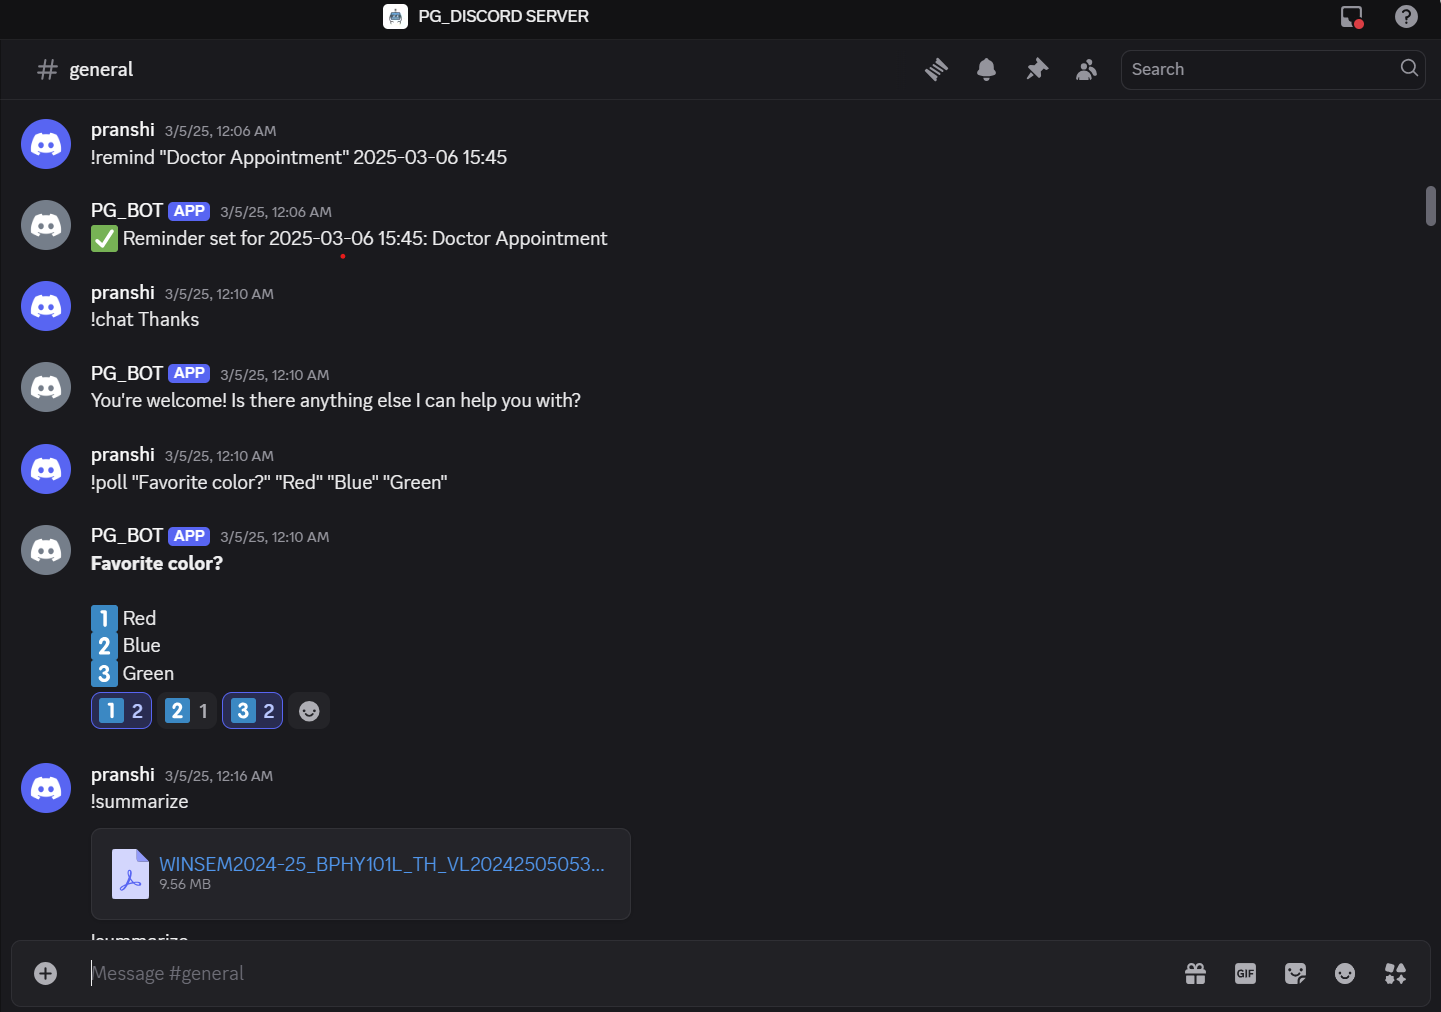 PG_DISCORD SERVER
general
Search
pranshi 3/5/25, 12:06 AM
!remind "Doctor Appointment" 2025-03-06 15:45
PG_BOT APP 3/5/25, 12:06 AM
✅ Reminder set for 2025-03-06 15:45: Doctor Appointment
pranshi 3/5/25, 12:10 AM
!chat Thanks
PG_BOT APP 3/5/25, 12:10 AM
You're welcome! Is there anything else I can help you with?
pranshi 3/5/25, 12:10 AM
!poll "Favorite color?" "Red" "Blue" "Green"
PG_BOT APP 3/5/25, 12:10 AM
Favorite color?
1 Red
2 Blue
3 Green
1 2 2 1 3 2
pranshi 3/5/25, 12:16 AM
!summarize
WINSEM2024-25_BPHY101L_TH_VL20242505053...
9.56 MB
!summarize
Message #general
GIF